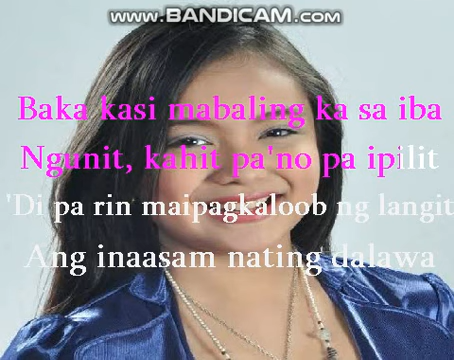 www.BANDICAM.com
Baka kasi mabaling ka sa iba
Ngunit, kahit pa'no pa ipilit
'Di pa rin maipagkaloob ng langit
Ang inaasam nating dalawa